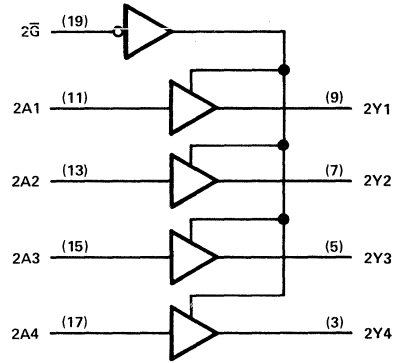 2G̅ (19)
2A1 (11) (9) 2Y1
2A2 (13) (7) 2Y2
2A3 (15) (5) 2Y3
2A4 (17) (3) 2Y4